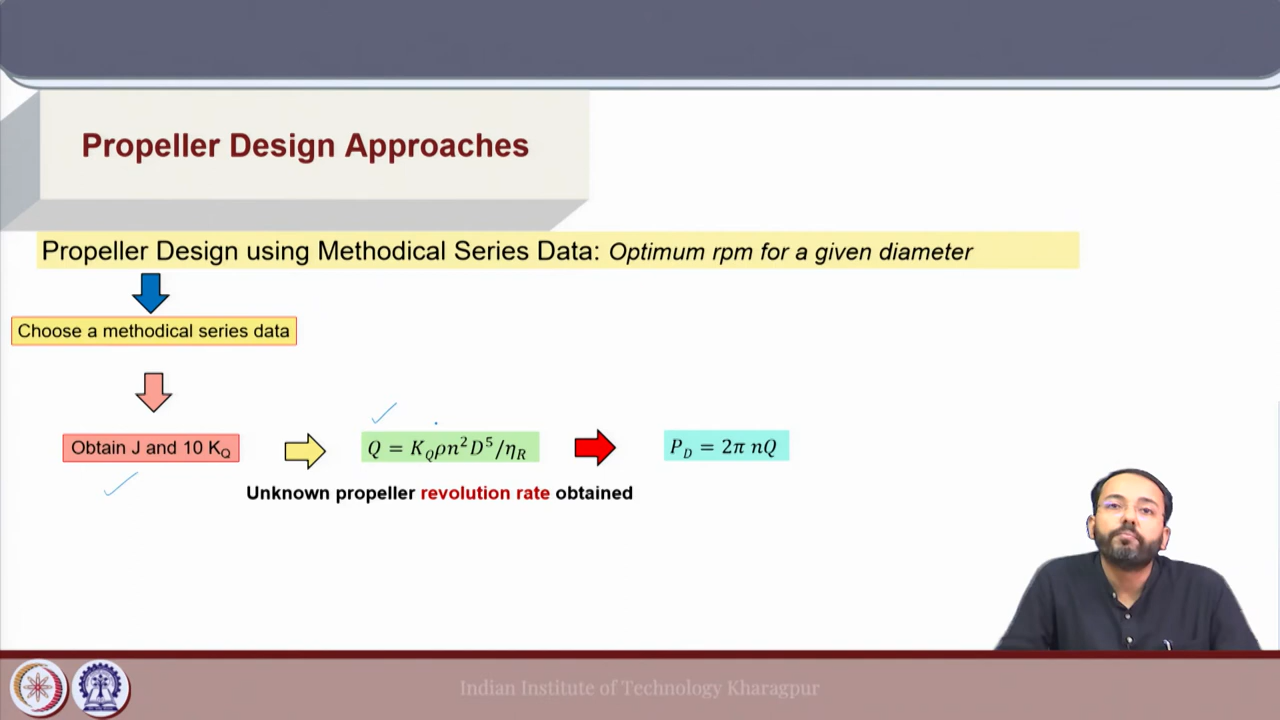 Propeller Design Approaches
Propeller Design using Methodical Series Data: Optimum rpm for a given diameter
Choose a methodical series data
Obtain J and 10 K_Q
Q = K_Qρn²D⁵/η_R
P_D = 2π nQ
Unknown propeller revolution rate obtained
Indian Institute of Technology Kharagpur